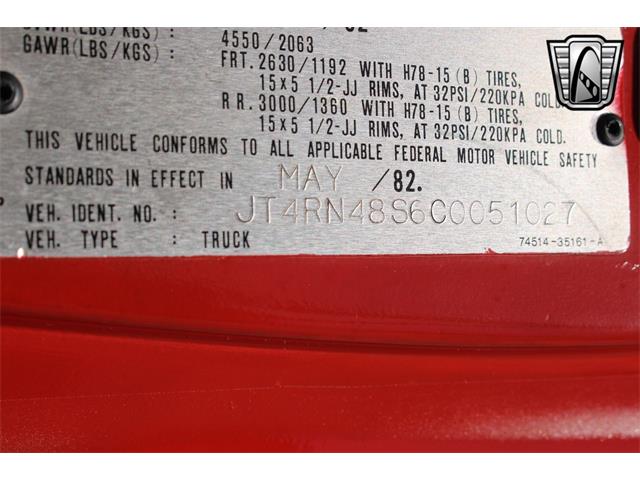 GVWR(LBS/KGS) :
4550/2063
GAWR(LBS/KGS) : FRT. 2630/1192 WITH H78-15 (B) TIRES,
15x5 1/2-JJ RIMS, AT 32PSI/220KPA COLD.
RR. 3000/1360 WITH H78-15 (B) TIRES,
15x5 1/2-JJ RIMS, AT 32PSI/220KPA COLD.
THIS VEHICLE CONFORMS TO ALL APPLICABLE FEDERAL MOTOR VEHICLE SAFETY
STANDARDS IN EFFECT IN MAY /82.
VEH. IDENT. NO. : JT4RN48S6C0051027
VEH. TYPE : TRUCK 74514-35161-A